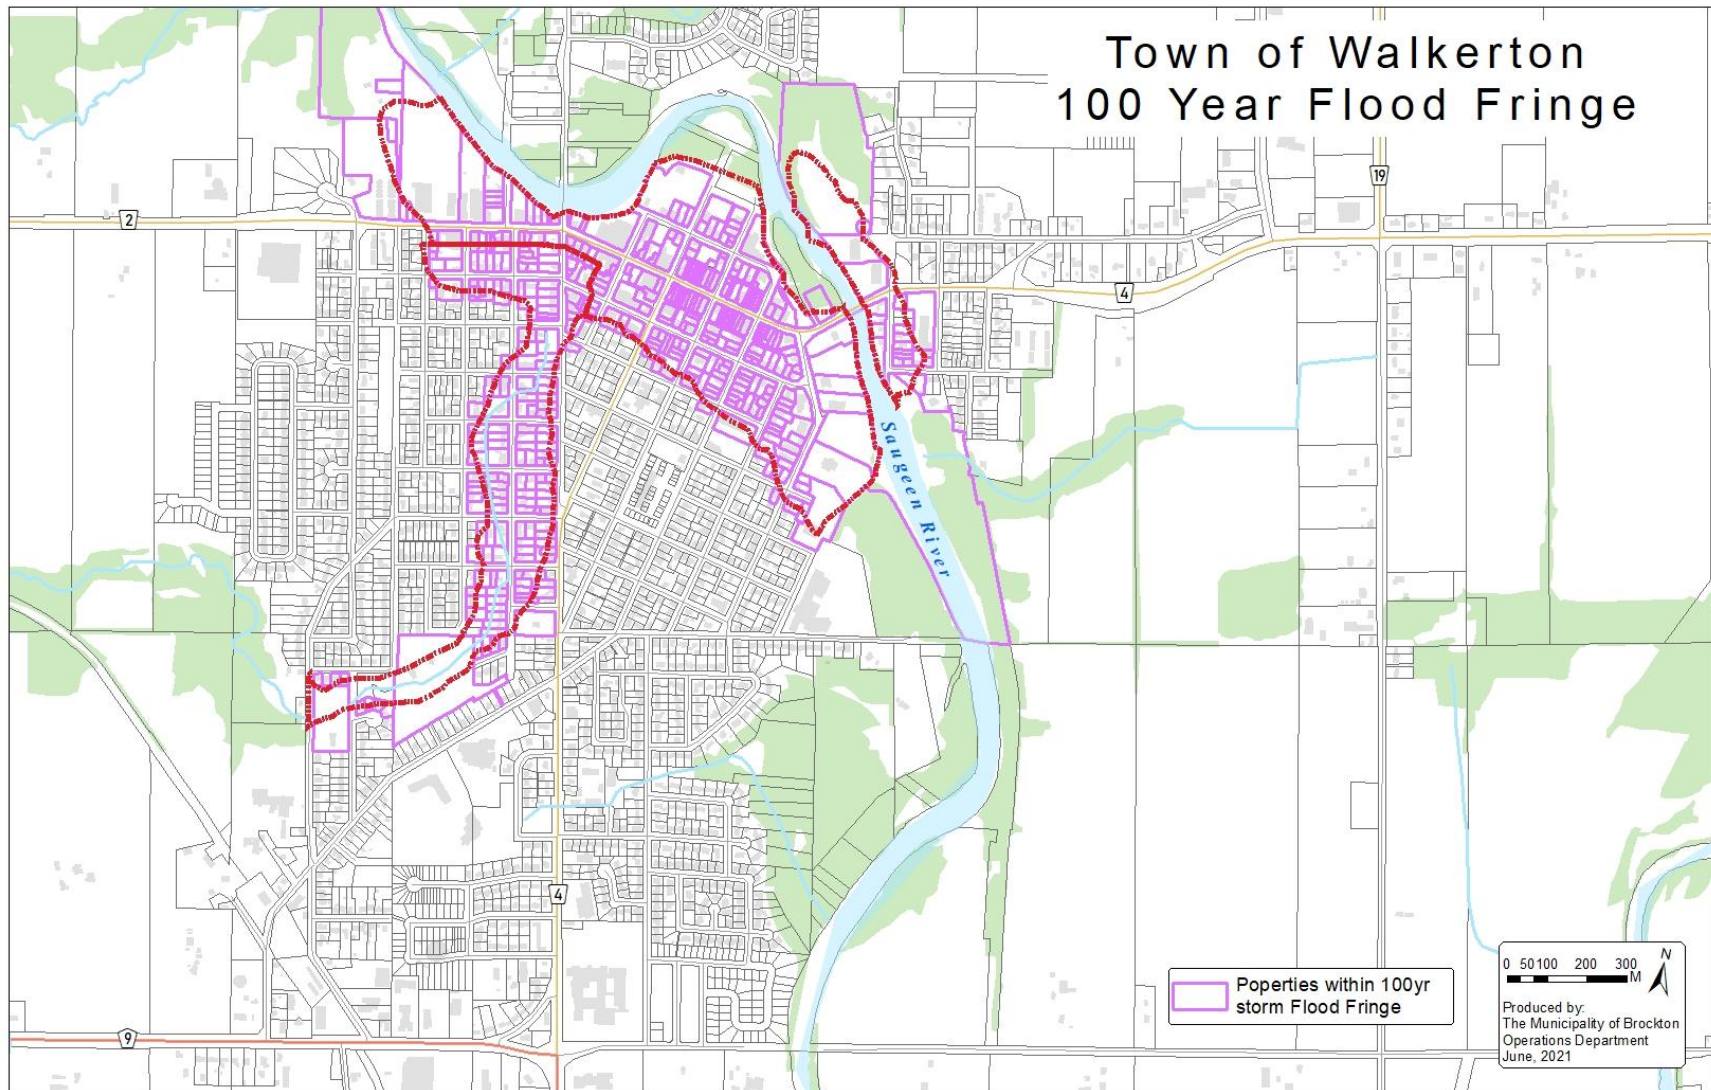 Town of Walkerton
100 Year Flood Fringe
19
2
4
Saugeen River
4
9
Poperties within 100yr
storm Flood Fringe
N
0 50100 200 300
M
Produced by:
The Municipality of Brockton
Operations Department
June, 2021